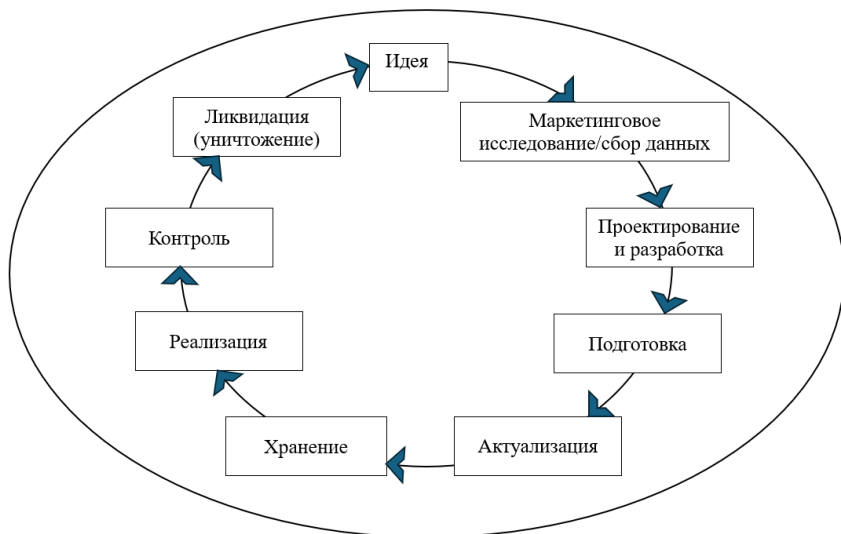 Идея
Маркетинговое
исследование/сбор данных
Проектирование
и разработка
Подготовка
Актуализация
Хранение
Реализация
Контроль
Ликвидация
(уничтожение)